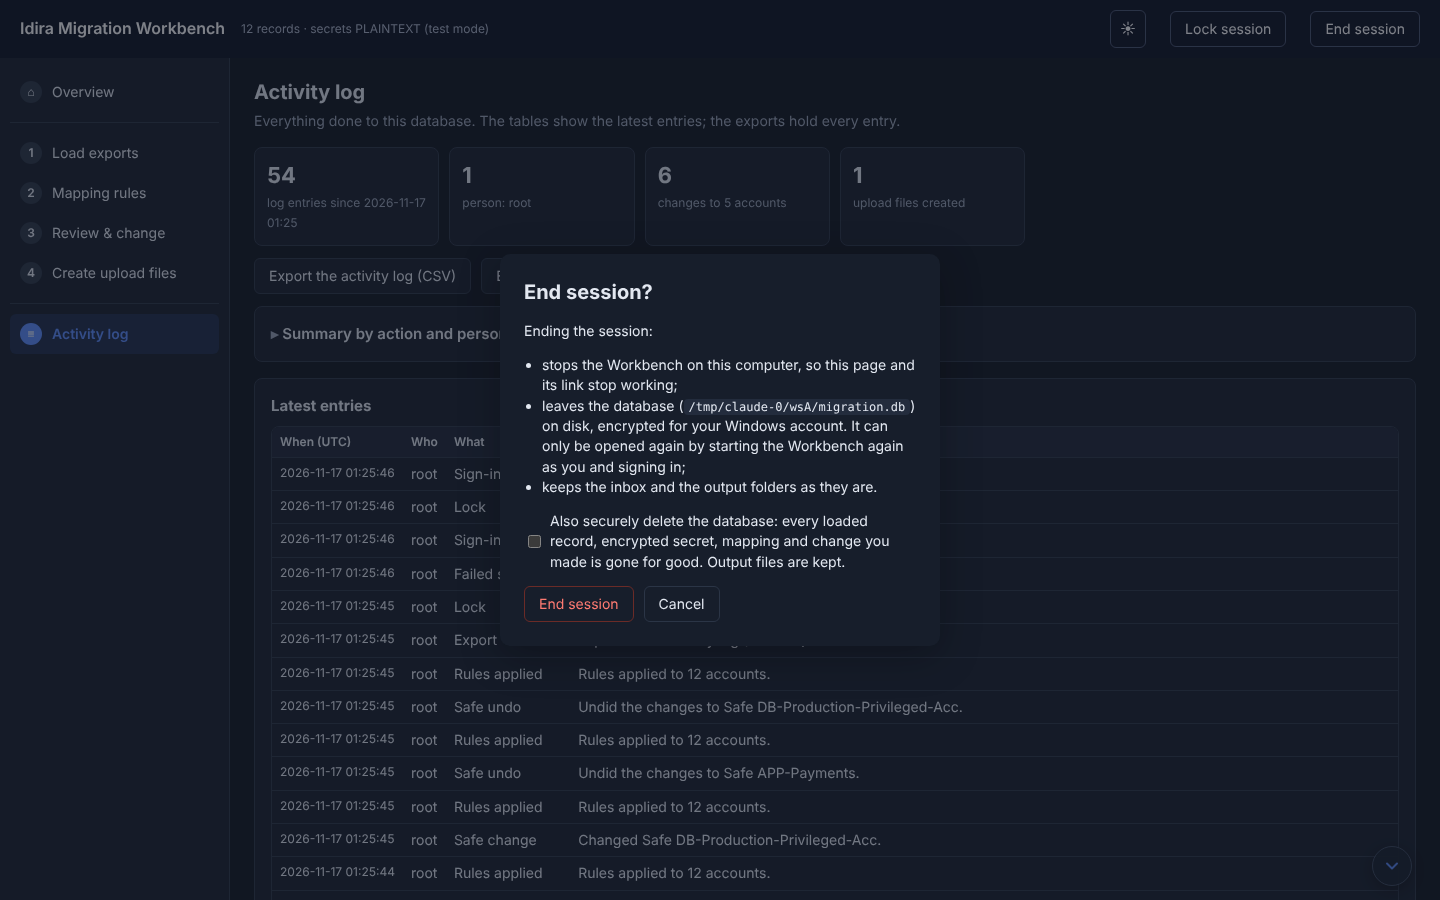 Idira Migration Workbench
12 records · secrets PLAINTEXT (test mode)
Lock session
End session
Overview
1 Load exports
2 Mapping rules
3 Review & change
4 Create upload files
Activity log
Activity log
Everything done to this database. The tables show the latest entries; the exports hold every entry.
54
log entries since 2026-11-17
01:25
1
person: root
6
changes to 5 accounts
1
upload files created
Export the activity log (CSV)
Summary by action and
Latest entries
When (UTC) Who What
2026-11-17 01:25:46 root Sign-in
2026-11-17 01:25:46 root Lock
2026-11-17 01:25:46 root Sign-in
2026-11-17 01:25:46 root Failed
2026-11-17 01:25:45 root Lock
2026-11-17 01:25:45 root Export
2026-11-17 01:25:45 root Rules applied Rules applied to 12 accounts.
2026-11-17 01:25:45 root Safe undo Undid the changes to Safe DB-Production-Privileged-Acc.
2026-11-17 01:25:45 root Rules applied Rules applied to 12 accounts.
2026-11-17 01:25:45 root Safe undo Undid the changes to Safe APP-Payments.
2026-11-17 01:25:45 root Rules applied Rules applied to 12 accounts.
2026-11-17 01:25:45 root Safe change Changed Safe DB-Production-Privileged-Acc.
2026-11-17 01:25:44 root Rules applied Rules applied to 12 accounts.
End session?
Ending the session:
• stops the Workbench on this computer, so this page and
its link stop working;
• leaves the database ( /tmp/claude-0/wsA/migration.db )
on disk, encrypted for your Windows account. It can
only be opened again by starting the Workbench again
as you and signing in;
• keeps the inbox and the output folders as they are.
Also securely delete the database: every loaded
record, encrypted secret, mapping and change you
made is gone for good. Output files are kept.
End session
Cancel